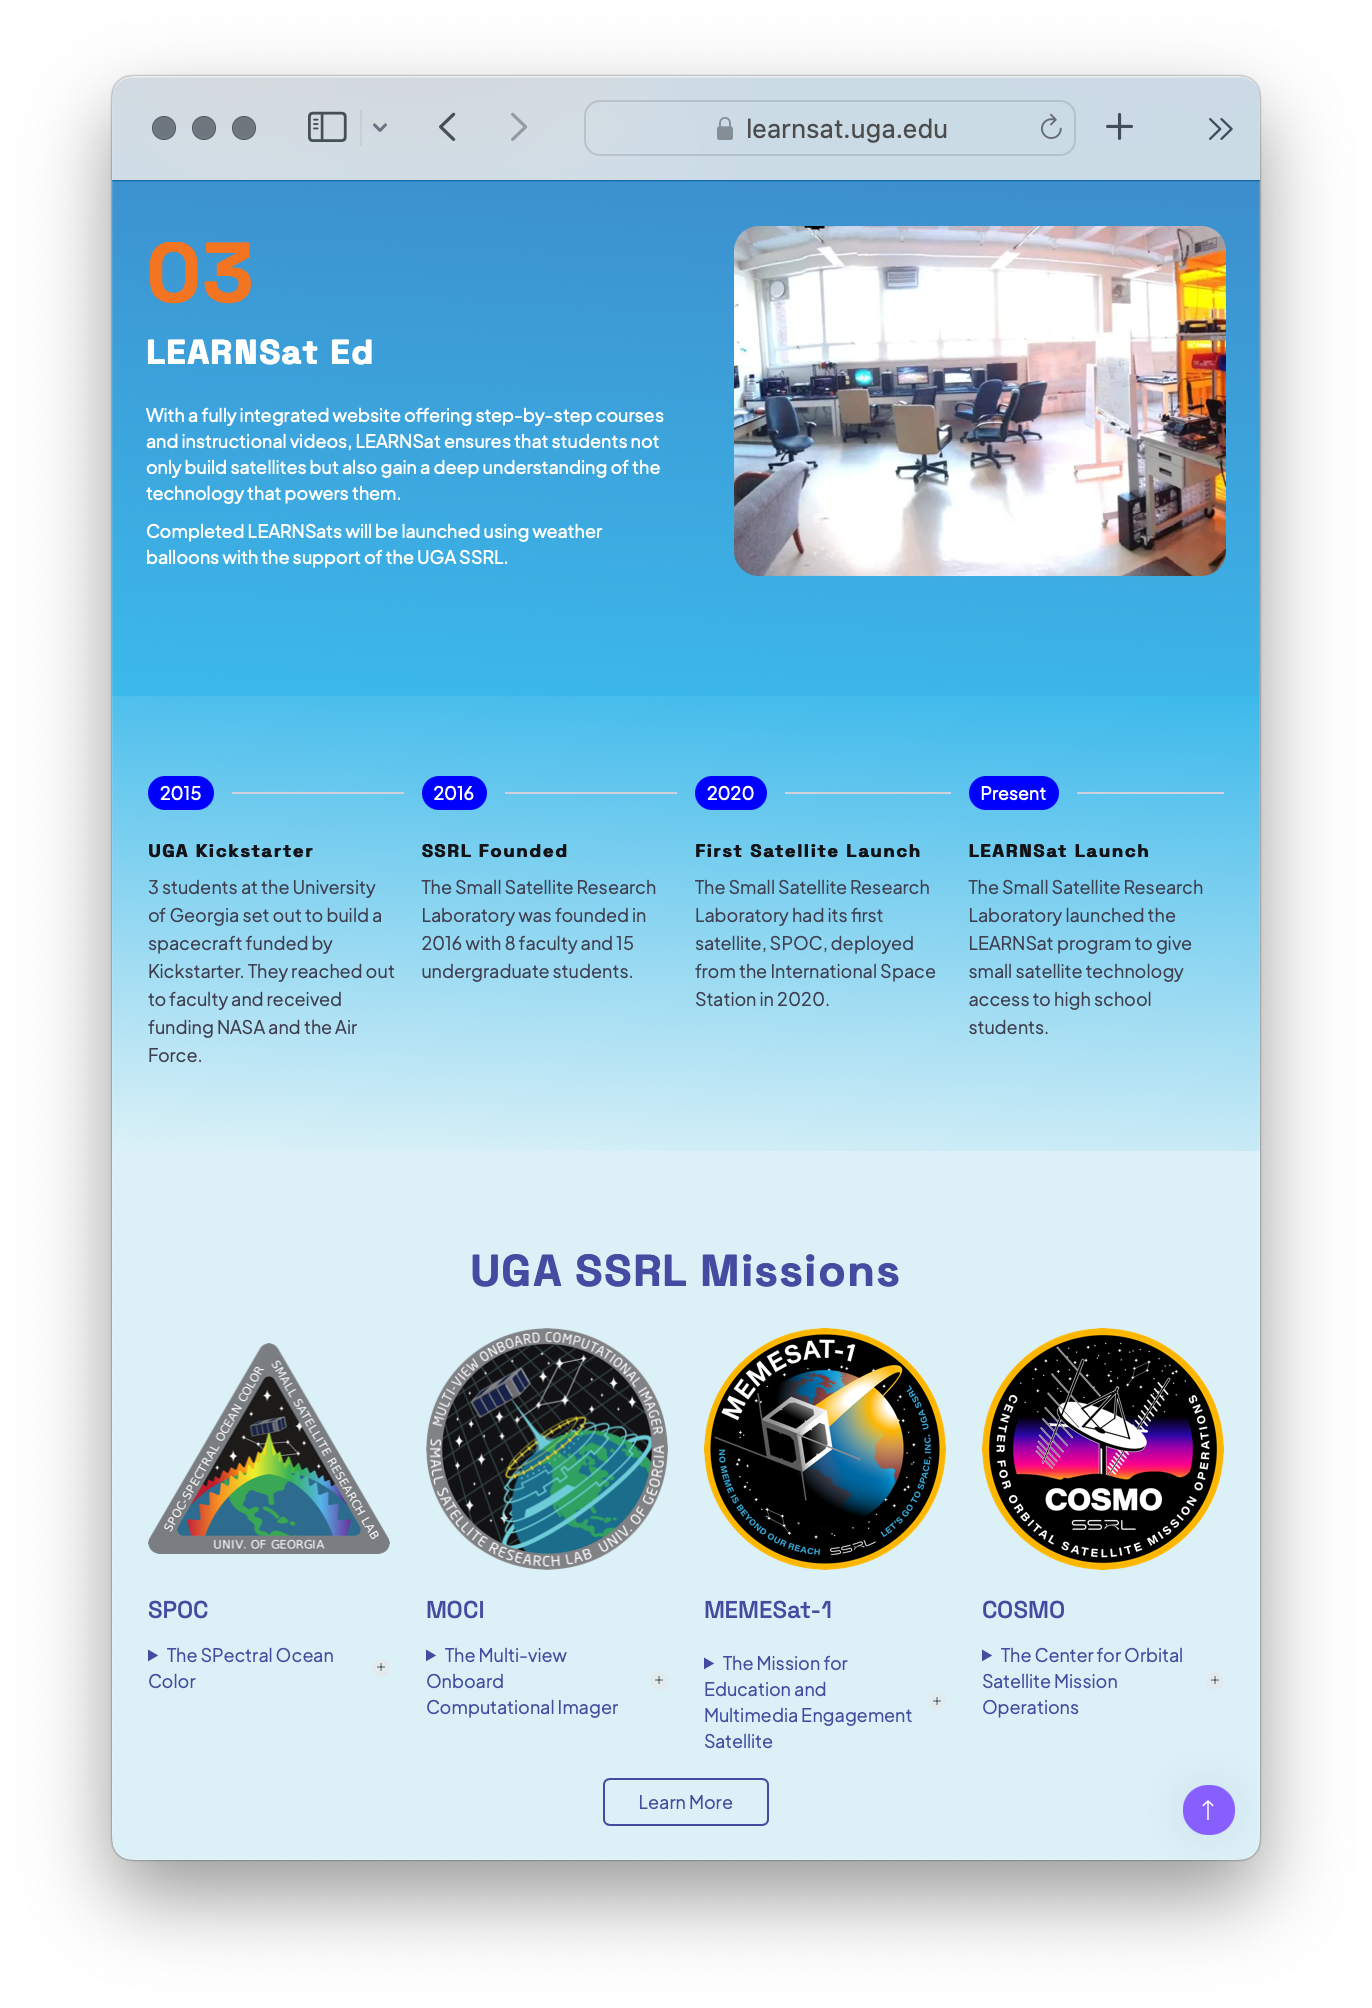 learnsat.uga.edu
03
LEARNSat Ed
With a fully integrated website offering step-by-step courses
and instructional videos, LEARNSat ensures that students not
only build satellites but also gain a deep understanding of the
technology that powers them.
Completed LEARNSats will be launched using weather
balloons with the support of the UGA SSRL.
2015
UGA Kickstarter
3 students at the University
of Georgia set out to build a
spacecraft funded by
Kickstarter. They reached out
to faculty and received
funding NASA and the Air
Force.
2016
SSRL Founded
The Small Satellite Research
Laboratory was founded in
2016 with 8 faculty and 15
undergraduate students.
2020
First Satellite Launch
The Small Satellite Research
Laboratory had its first
satellite, SPOC, deployed
from the International Space
Station in 2020.
Present
LEARNSat Launch
The Small Satellite Research
Laboratory launched the
LEARNSat program to give
small satellite technology
access to high school
students.
UGA SSRL Missions
SPOC-SPECTRAL OCEAN COLOR
SMALL SATELLITE RESEARCH LAB
UNIV. OF GEORGIA
MULTI-VIEW ONBOARD COMPUTATIONAL IMAGER
SMALL SATELLITE RESEARCH LAB UNIV. OF GEORGIA
MEMESAT-1
NO MEME IS BEYOND OUR REACH
SSRL
LET'S GO TO SPACE, INC. UGA SSRL
CENTER FOR ORBITAL SATELLITE MISSION OPERATIONS
COSMO
SSRL
SPOC
The SPectral Ocean
Color
+
MOCI
The Multi-view
Onboard
Computational Imager
+
MEMESat-1
The Mission for
Education and
Multimedia Engagement
Satellite
+
COSMO
The Center for Orbital
Satellite Mission
Operations
+
Learn More